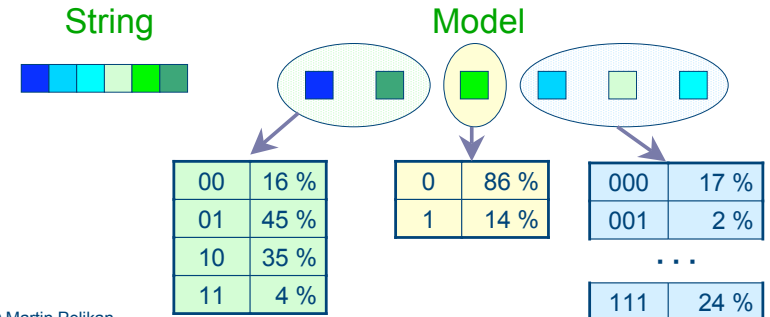 String
Model
00 16 %
01 45 %
10 35 %
11 4 %
0 86 %
1 14 %
000 17 %
001 2 %
. . .
111 24 %
Martin Pelikan